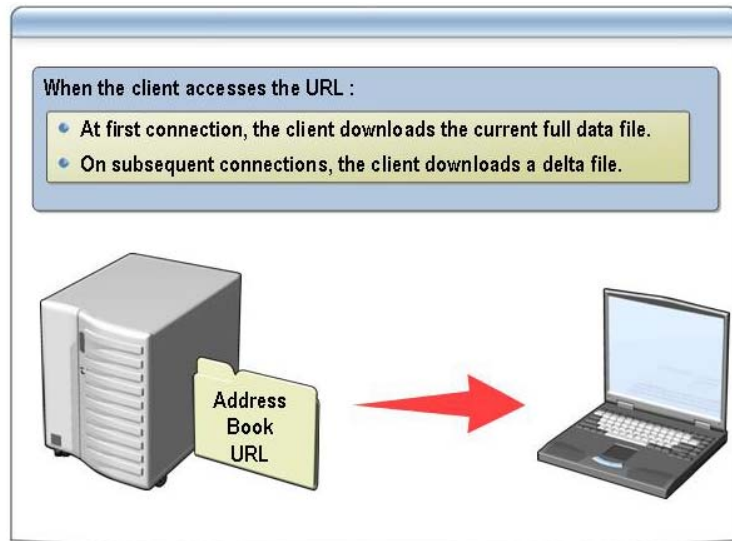 When the client accesses the URL :
At first connection, the client downloads the current full data file.
On subsequent connections, the client downloads a delta file.
Address
Book
URL